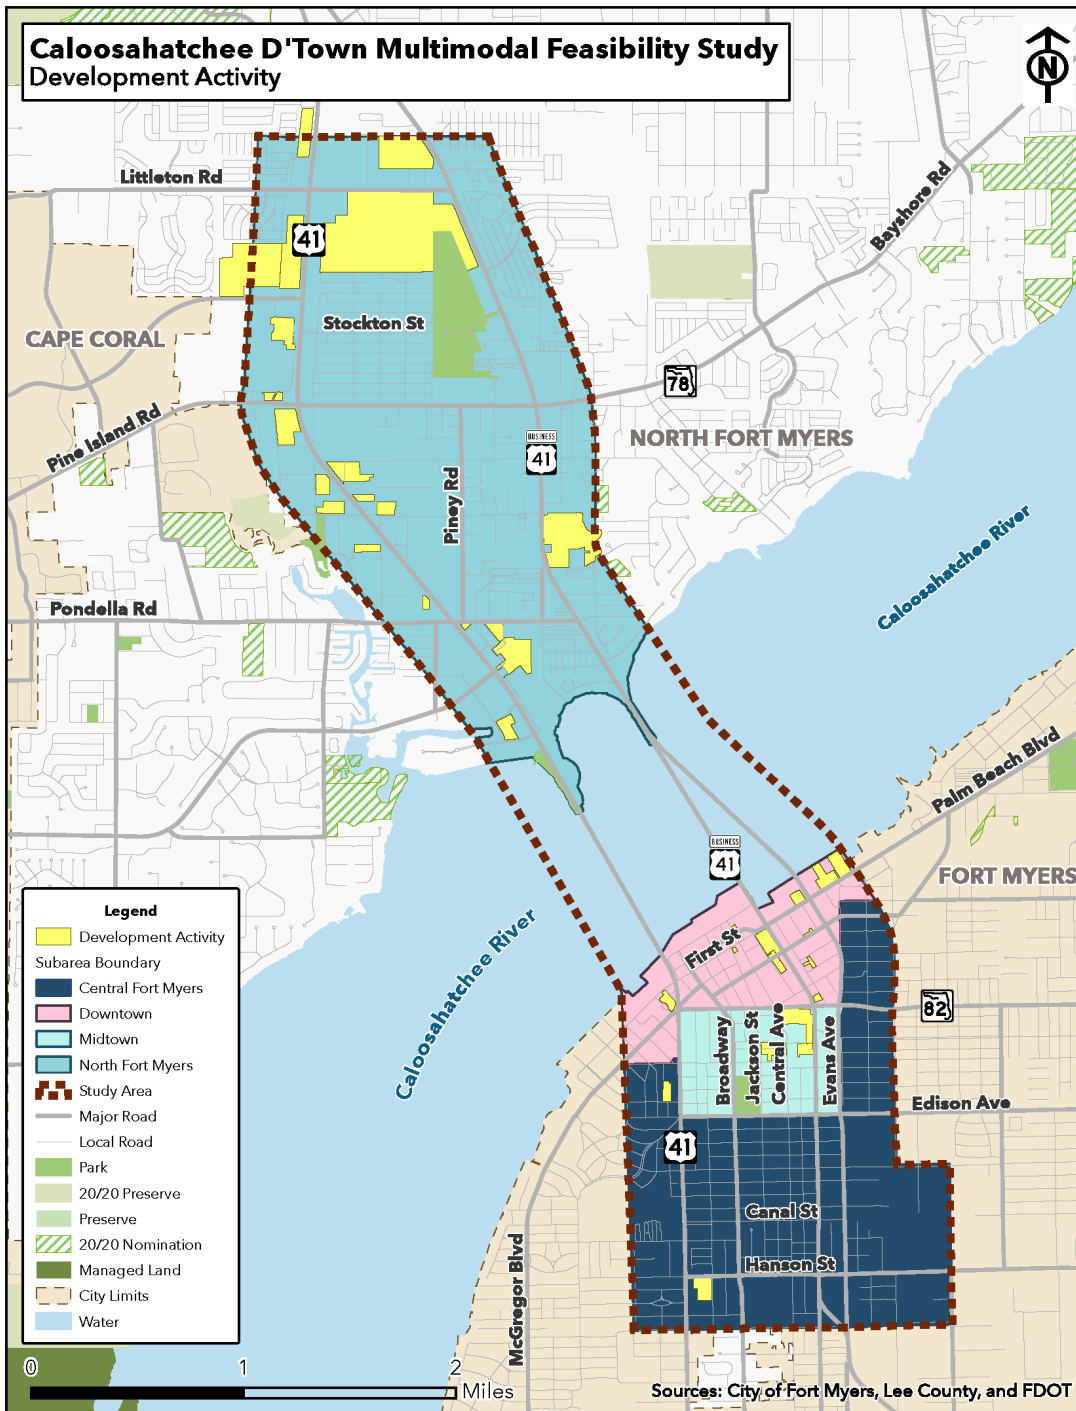 Caloosahatchee D'Town Multimodal Feasibility Study
Development Activity
N
Littleton Rd
Bayshore Rd
41
Stockton St
CAPE CORAL
78
Pine Island Rd
NORTH FORT MYERS
BUSINESS
41
Piney Rd
Caloosahatchee River
Pondella Rd
Palm Beach Blvd
BUSINESS
41
FORT MYERS
First St
Caloosahatchee River
82
Broadway
Jackson St
Central Ave
Evans Ave
Edison Ave
41
Canal St
Hanson St
McGregor Blvd
Legend
Development Activity
Subarea Boundary
Central Fort Myers
Downtown
Midtown
North Fort Myers
Study Area
Major Road
Local Road
Park
20/20 Preserve
Preserve
20/20 Nomination
Managed Land
City Limits
Water
0 1 2
Miles
Sources: City of Fort Myers, Lee County, and FDOT